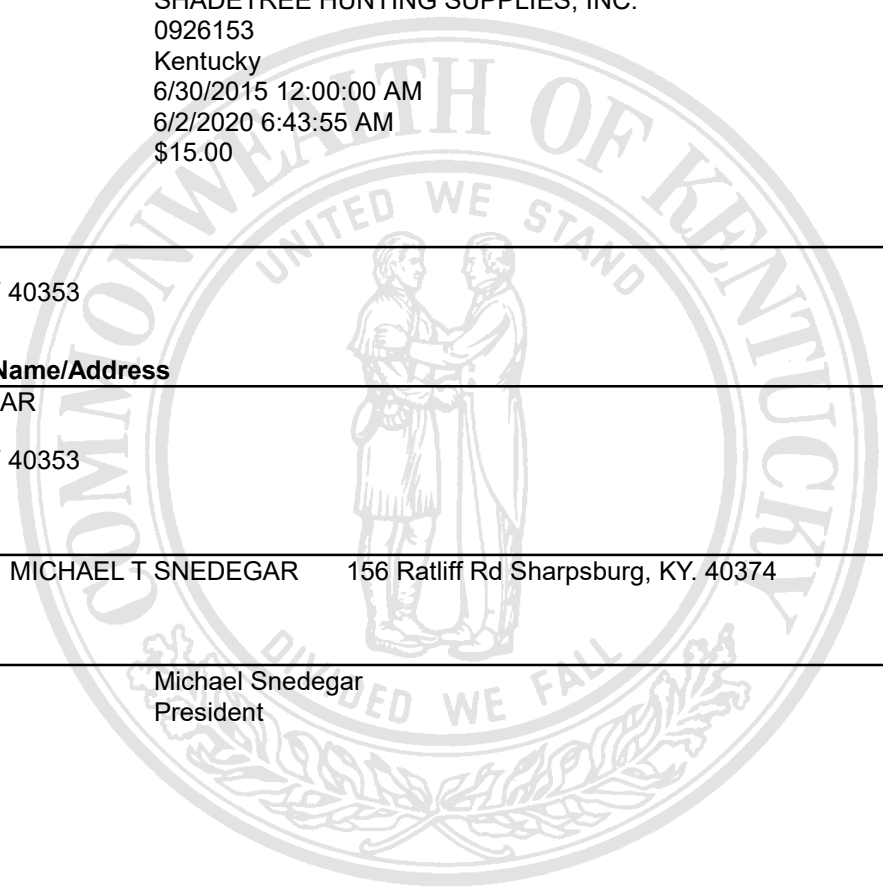 SHADETREE HUNTING SUPPLIES, INC.
0926153
Kentucky
6/30/2015 12:00:00 AM
6/2/2020 6:43:55 AM
$15.00
40353
Name/Address
AR
40353
MICHAEL T SNEDEGAR 156 Ratliff Rd Sharpsburg, KY. 40374
Michael Snedegar
President
COMMONWEALTH OF KENTUCKY
UNITED WE STAND
DIVIDED WE FALL